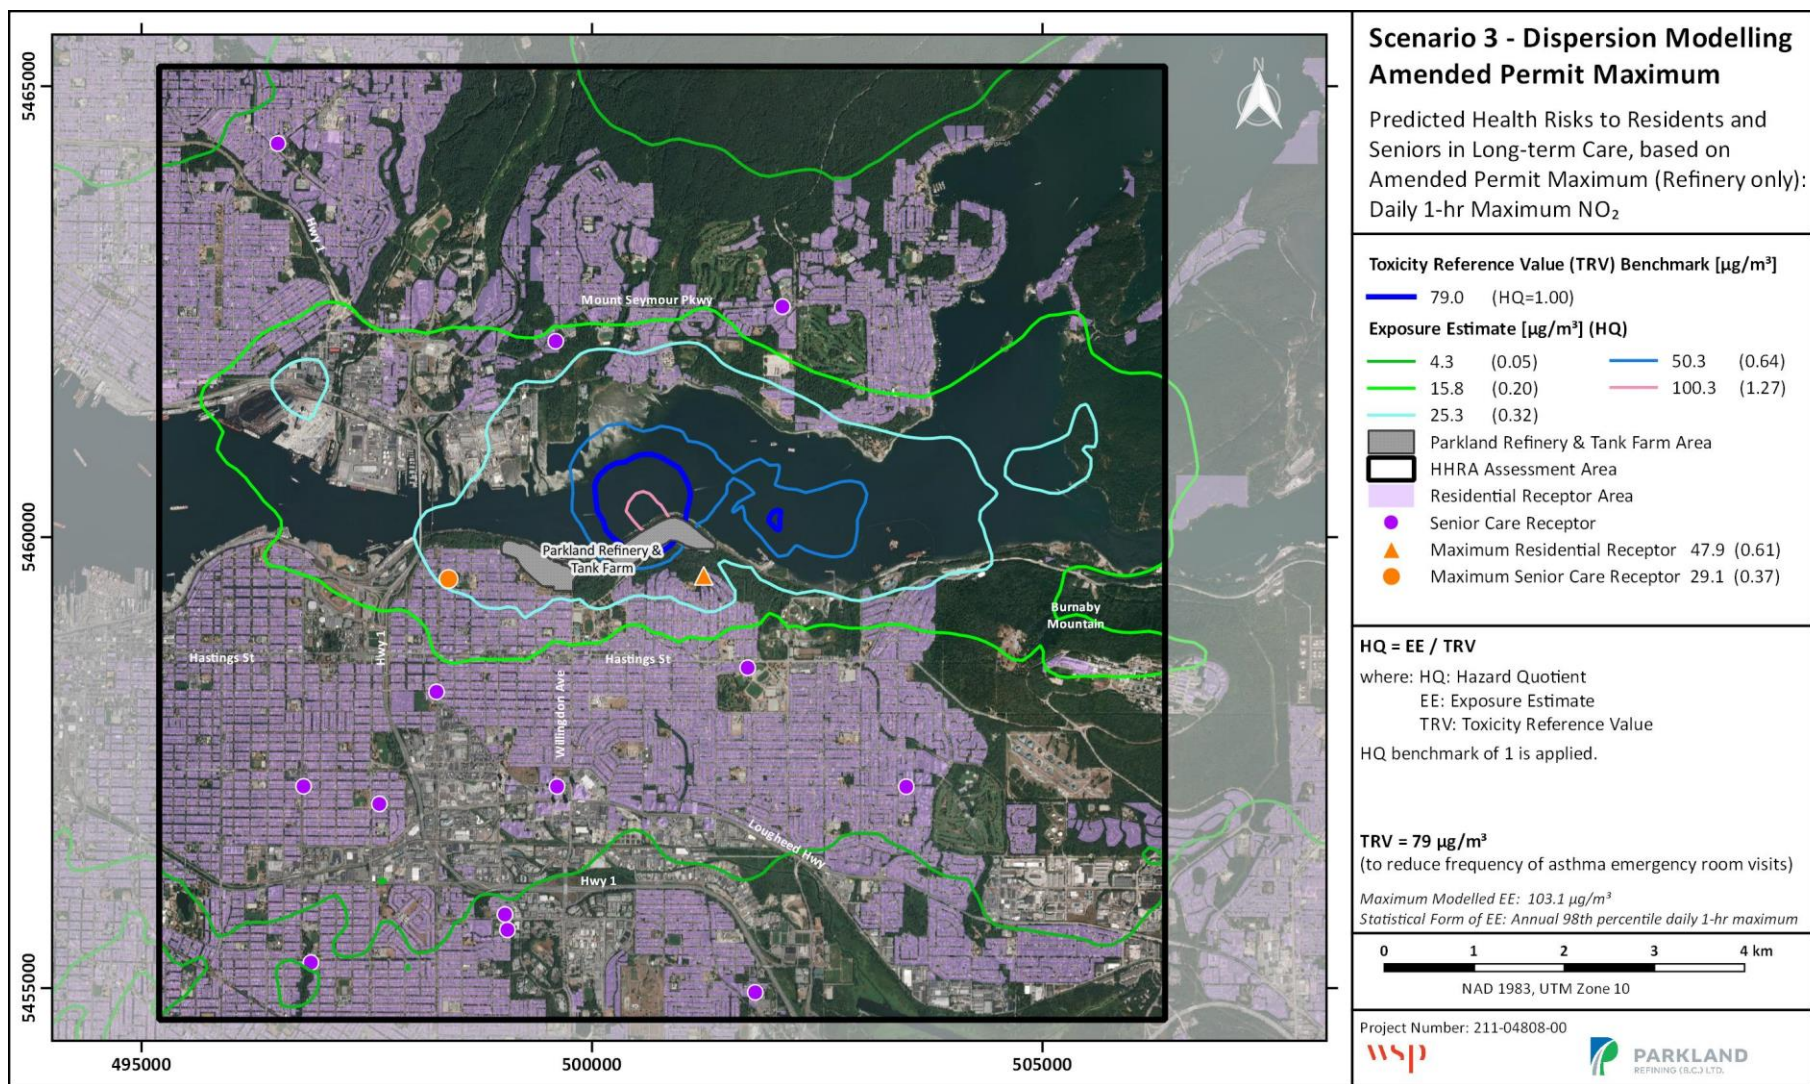 Scenario 3 - Dispersion Modelling
Amended Permit Maximum
Predicted Health Risks to Residents and
Seniors in Long-term Care, based on
Amended Permit Maximum (Refinery only):
Daily 1-hr Maximum NO₂
Toxicity Reference Value (TRV) Benchmark [µg/m³]
79.0 (HQ=1.00)
Exposure Estimate [µg/m³] (HQ)
4.3 (0.05) 50.3 (0.64)
15.8 (0.20) 100.3 (1.27)
25.3 (0.32)
Parkland Refinery & Tank Farm Area
HHRA Assessment Area
Residential Receptor Area
Senior Care Receptor
Maximum Residential Receptor 47.9 (0.61)
Maximum Senior Care Receptor 29.1 (0.37)
HQ = EE / TRV
where: HQ: Hazard Quotient
EE: Exposure Estimate
TRV: Toxicity Reference Value
HQ benchmark of 1 is applied.
TRV = 79 µg/m³
(to reduce frequency of asthma emergency room visits)
Maximum Modelled EE: 103.1 µg/m³
Statistical Form of EE: Annual 98th percentile daily 1-hr maximum
0 1 2 3 4 km
NAD 1983, UTM Zone 10
Project Number: 211-04808-00
wsp
PARKLAND
REFINING (B.C.) LTD.
N
5465000
5460000
5455000
495000
500000
505000
Hwy 1
Mount Seymour Pkwy
Parkland Refinery &
Tank Farm
Burnaby
Mountain
Hastings St
Hwy 1
Hastings St
Willingdon Ave
Lougheed Hwy
Hwy 1